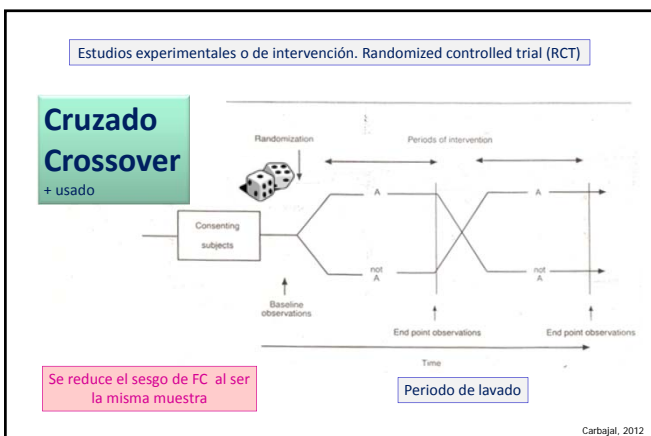 Estudios experimentales o de intervención. Randomized controlled trial (RCT)
Cruzado
Crossover
+ usado
Randomization
Periods of intervention
A
A
Consenting
subjects
not
A
not
A
Baseline
observations
End point observations
End point observations
Time
Se reduce el sesgo de FC al ser
la misma muestra
Periodo de lavado
Carbajal, 2012